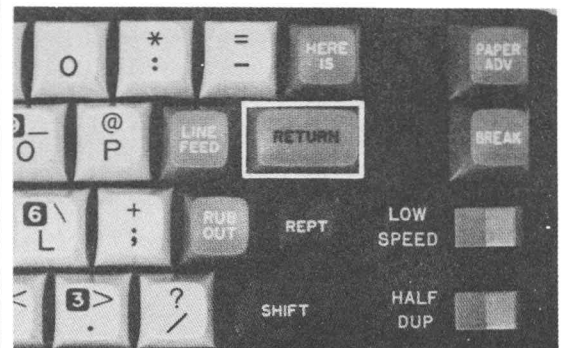 O
* :
= -
HERE IS
PAPER ADV
_ O
@ P
LINE FEED
RETURN
BREAK
6 \ L
+ ;
RUB OUT
REPT
LOW SPEED
<
3 > .
? /
SHIFT
HALF DUP